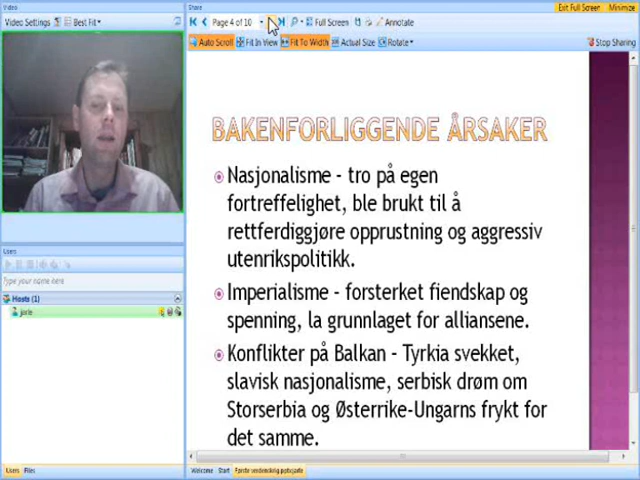 Video
Video Settings
Best Fit
Share
Exit Full Screen
Minimize
Page 4 of 10
Full Screen
Annotate
Auto Scroll
Fit In View
Fit To Width
Actual Size
Rotate
Stop Sharing
BAKENFORLIGGENDE ÅRSAKER
Nasjonalisme - tro på egen
fortreffelighet, ble brukt til å
rettferdiggjøre opprustning og aggressiv
utenrikspolitikk.
Imperialisme - forsterket fiendskap og
spenning, la grunnlaget for alliansene.
Konflikter på Balkan - Tyrkia svekket,
slavisk nasjonalisme, serbisk drøm om
Storserbia og Østerrike-Ungarns frykt for
det samme.
Users
Type your name here
Hosts (1)
jarle
Users
Files
Welcome
Start